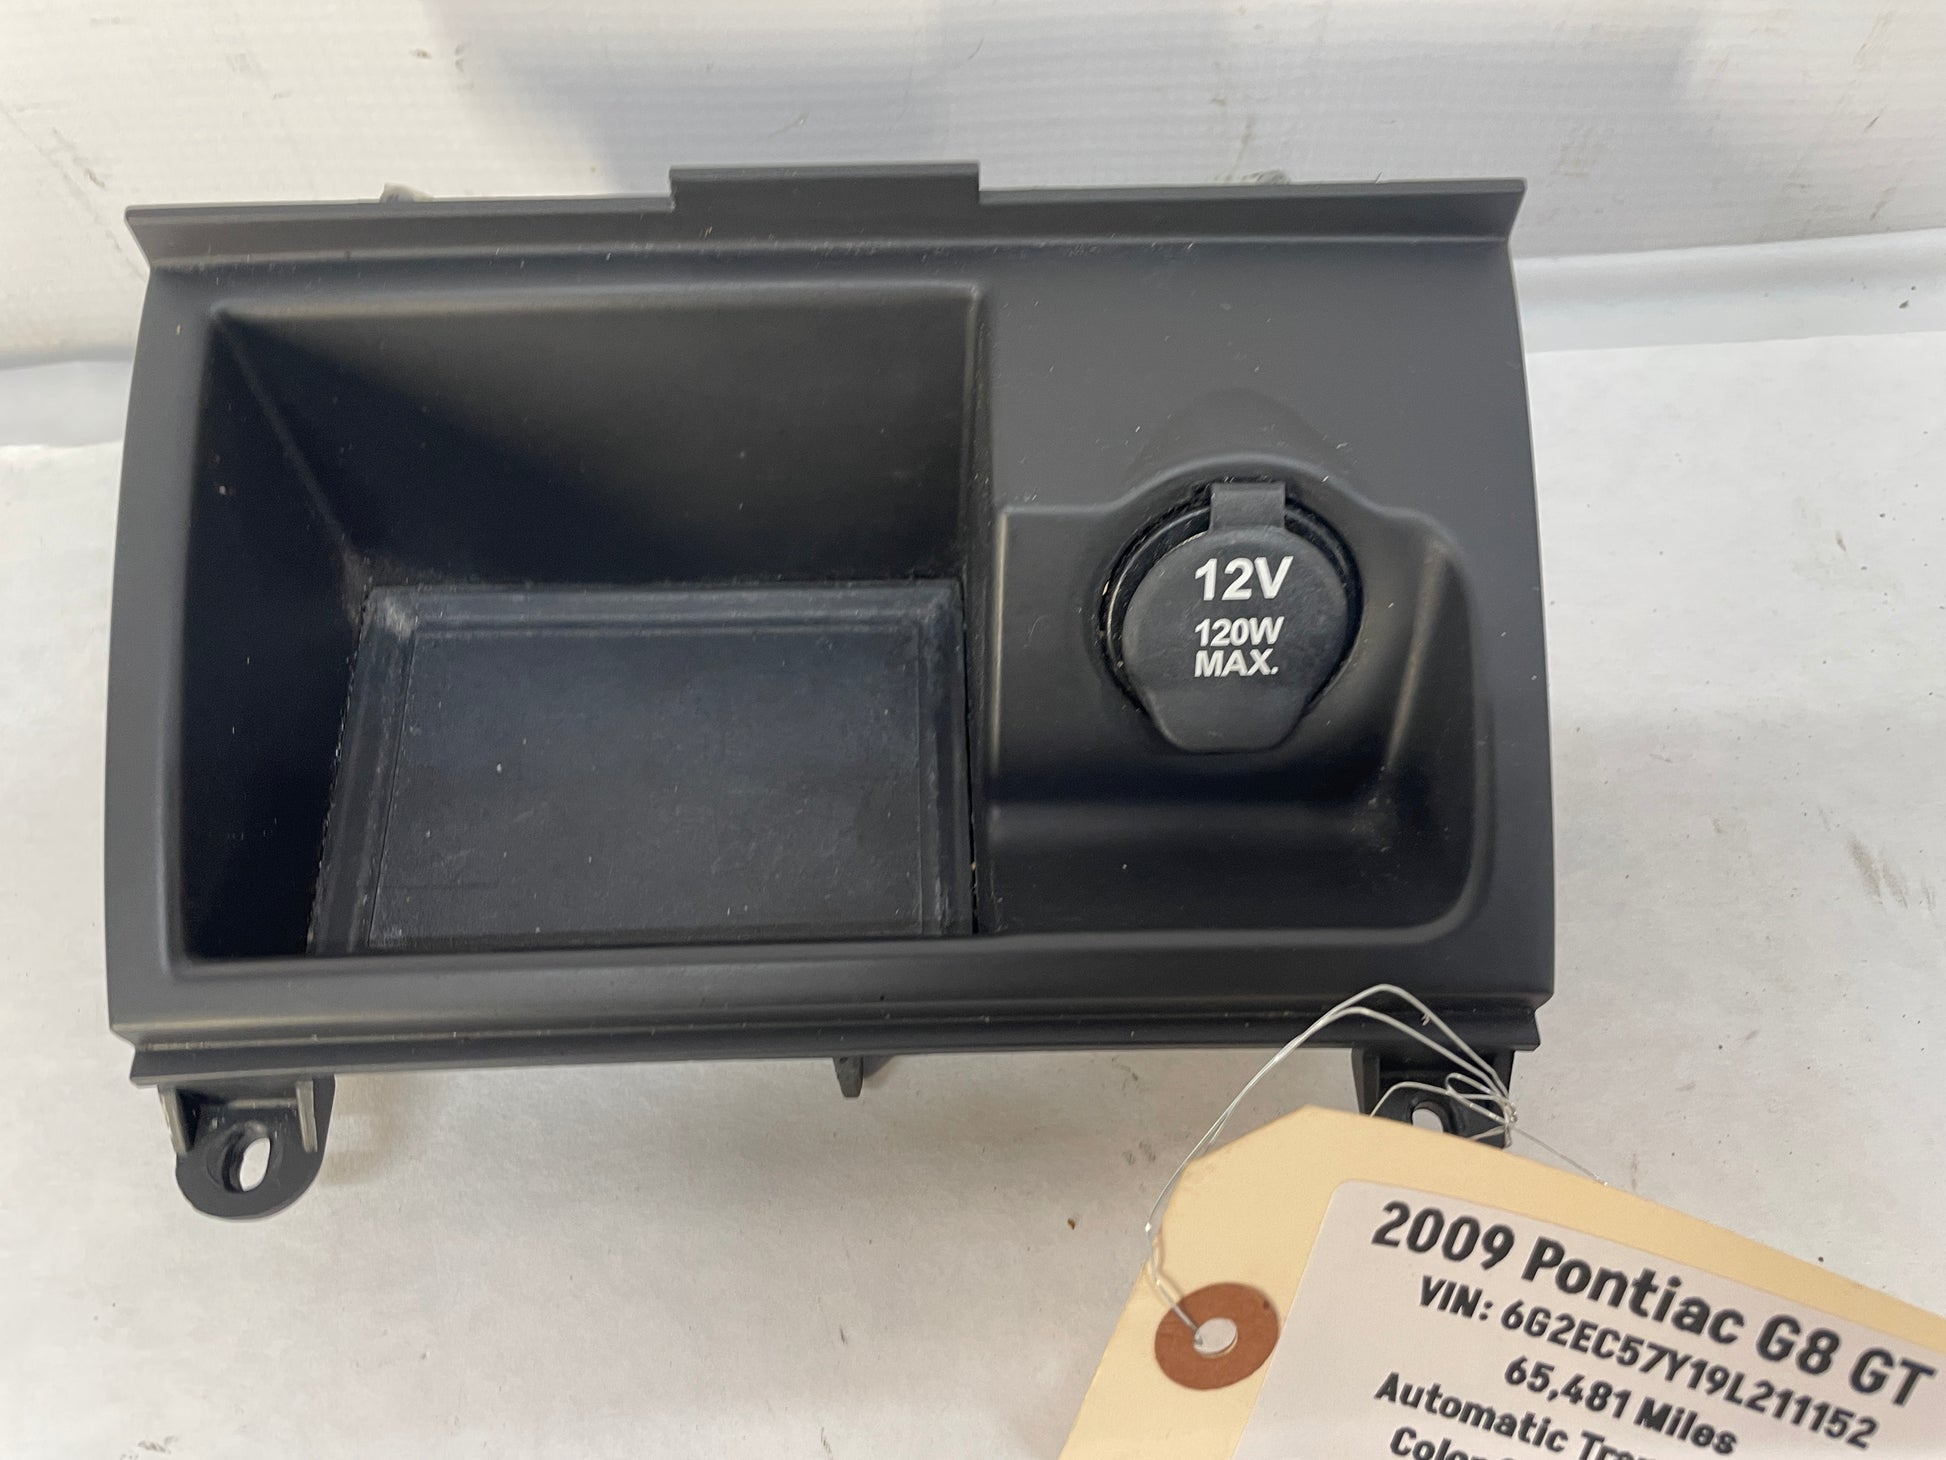 12V
120W
MAX.
2009 Pontiac G8 GT
VIN: 6G2EC57Y19L211152
65,481 Miles
Automatic